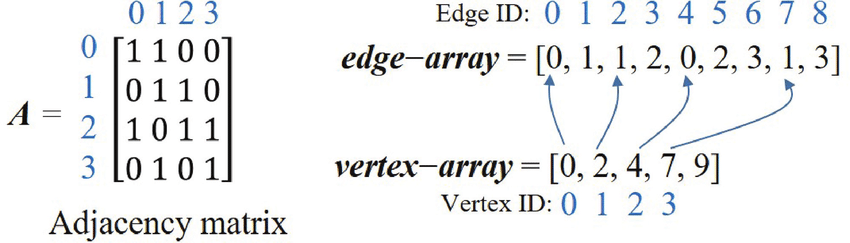 0 1 2 3
0 [1 1 0 0]
1 [0 1 1 0]
A = 2 [1 0 1 1]
3 [0 1 0 1]
Adjacency matrix
Edge ID: 0 1 2 3 4 5 6 7 8
edge−array = [0, 1, 1, 2, 0, 2, 3, 1, 3]
vertex−array = [0, 2, 4, 7, 9]
Vertex ID: 0 1 2 3